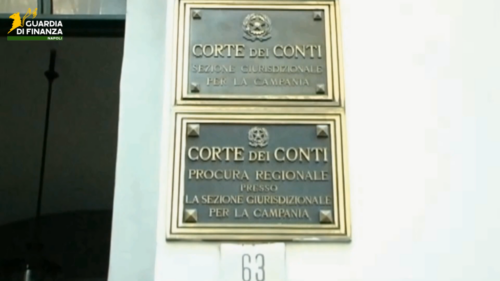 GUARDIA
DI FINANZA
NAPOLI
CORTE DEI CONTI
SEZIONE GIURISDIZIONALE
PER LA CAMPANIA
CORTE DEI CONTI
PROCURA REGIONALE
PRESSO
LA SEZIONE GIURISDIZIONALE
PER LA CAMPANIA
63